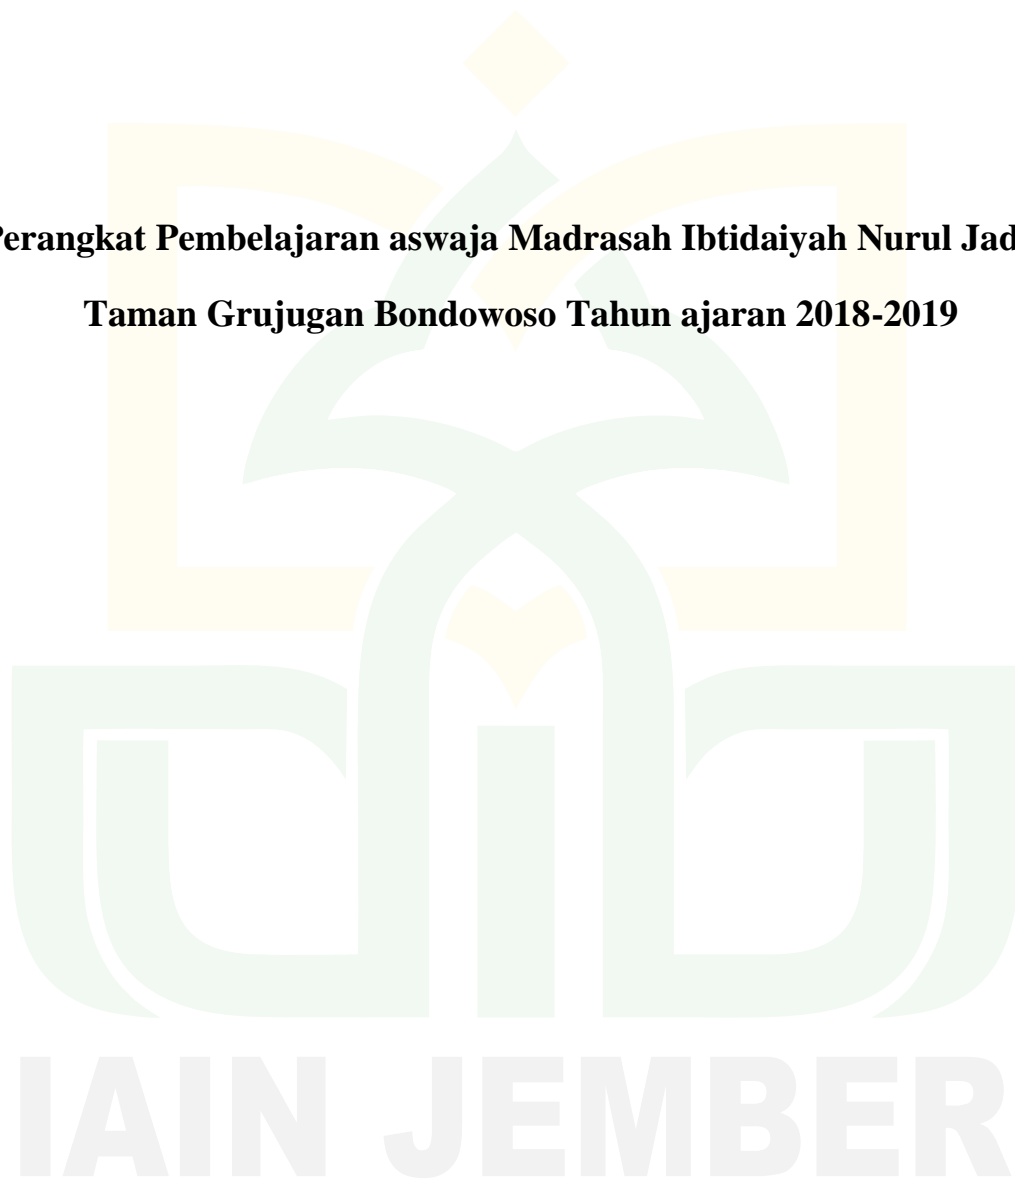 Perangkat Pembelajaran aswaja Madrasah Ibtidaiyah Nurul Jad
Taman Grujugan Bondowoso Tahun ajaran 2018-2019
IAIN JEMBER